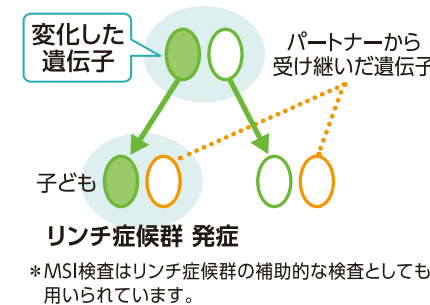 変化した
遺伝子
パートナーから
受け継いだ遺伝子
子ども
リンチ症候群 発症
＊MSI検査はリンチ症候群の補助的な検査としても
用いられています。